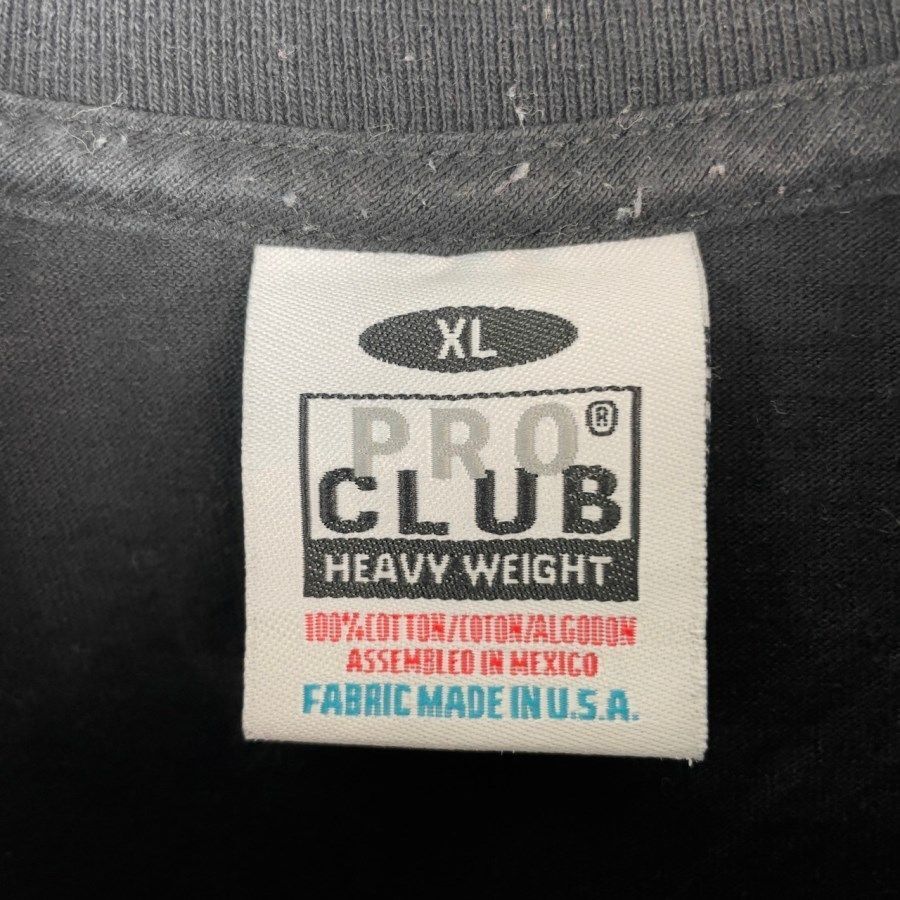 XL
PRO®
CLUB
HEAVY WEIGHT
100% COTTON/COTON/ALGODON
ASSEMBLED IN MEXICO
FABRIC MADE IN U.S.A.